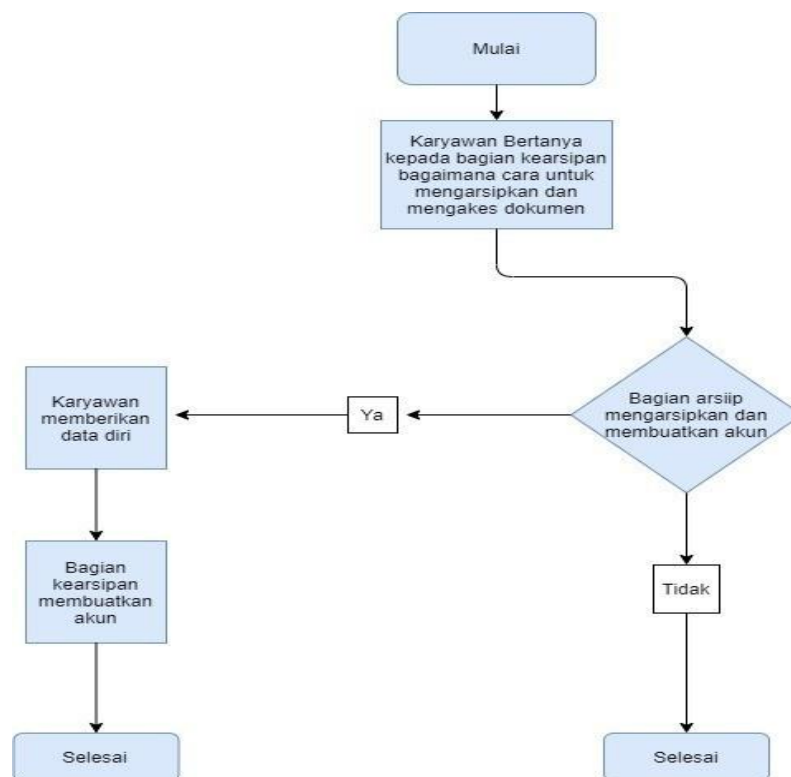 Mulai
Karyawan Bertanya
kepada bagian kearsipan
bagaimana cara untuk
mengarsipkan dan
mengakes dokumen
Bagian arsiip
mengarsipkan dan
membuatkan akun
Ya
Karyawan
memberikan
data diri
Bagian
kearsipan
membuatkan
akun
Tidak
Selesai
Selesai